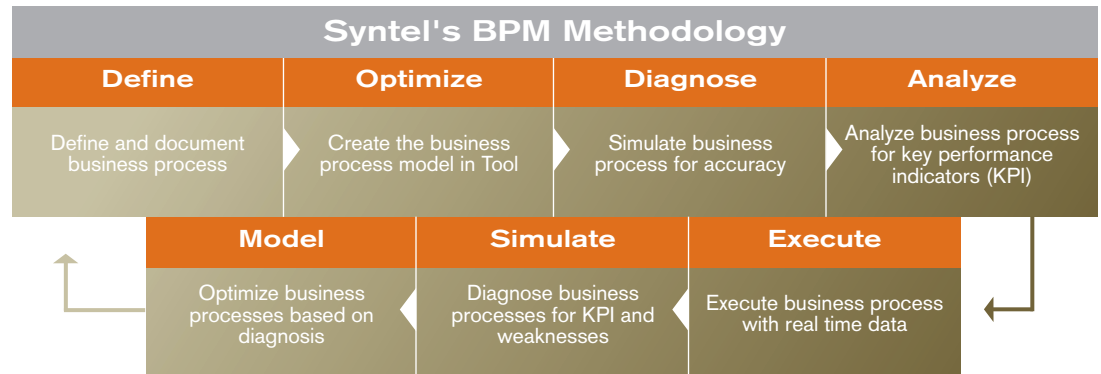 Syntel's BPM Methodology
Define
Optimize
Diagnose
Analyze
Define and document
business process
Create the business
process model in Tool
Simulate business
process for accuracy
Analyze business process
for key performance
indicators (KPI)
Model
Simulate
Execute
Optimize business
processes based on
diagnosis
Diagnose business
processes for KPI and
weaknesses
Execute business process
with real time data